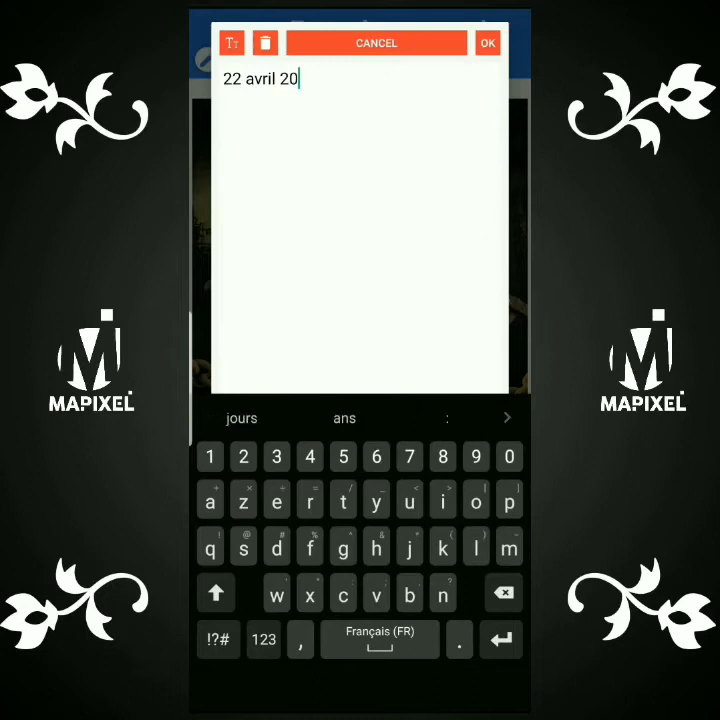 Tт CANCEL OK
22 avril 20
jours ans :
1 2 3 4 5 6 7 8 9 0
a z e r t y u i o p
q s d f g h j k l m
w x c v b n
!?# 123 , Français (FR) .
M MAPIXEL
M MAPIXEL